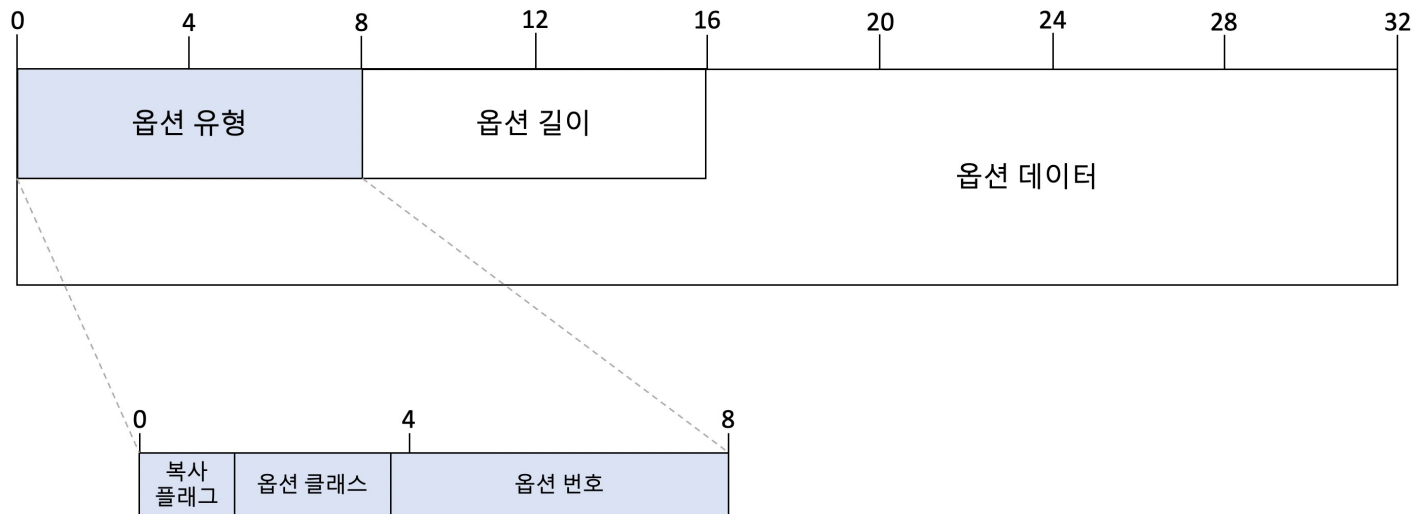 0 4 8 12 16 20 24 28 32
옵션 유형 옵션 길이
옵션 데이터
0 4 8
복사
플래그 옵션 클래스 옵션 번호